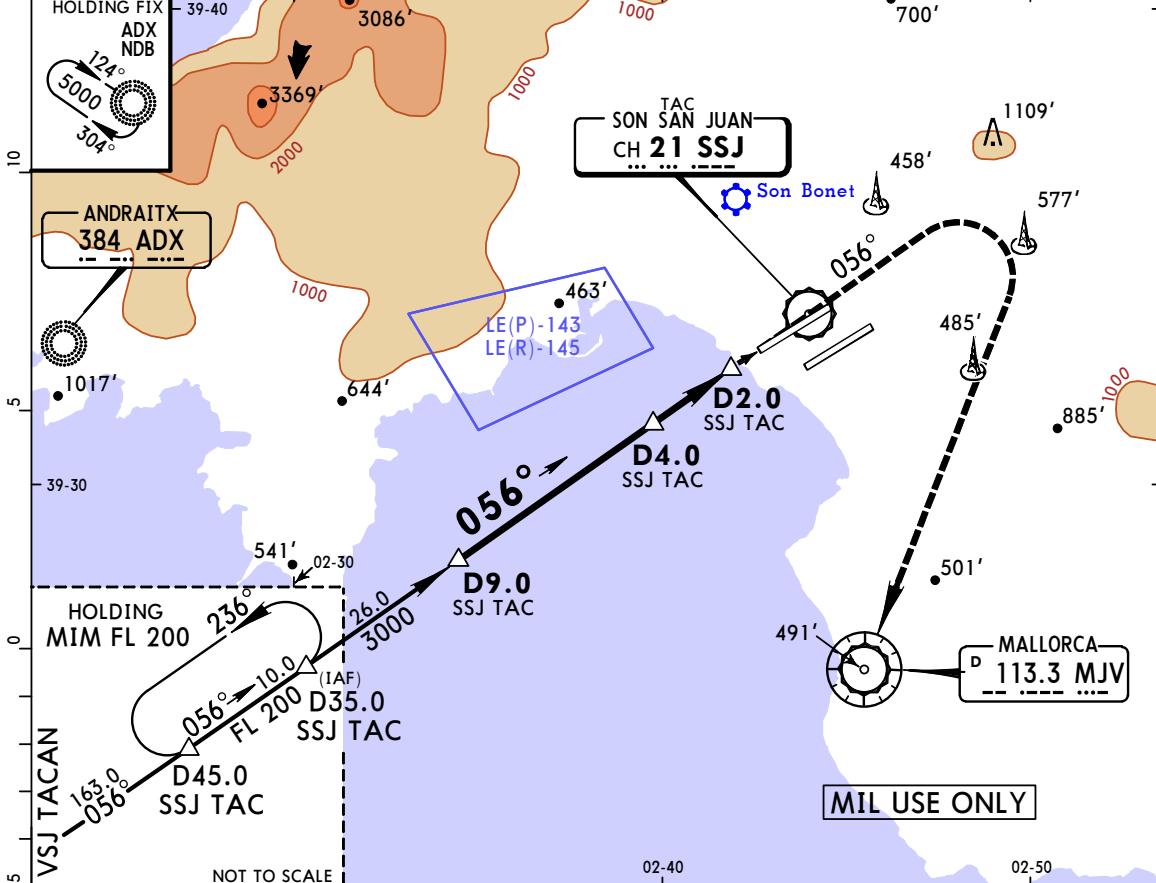 HOLDING FIX
ADX
NDB
124°
5000
304°
39-40
3086'
1000
700'
3369'
2000
1000
TAC
SON SAN JUAN
CH 21 SSJ
Son Bonet
1109'
458'
577'
10
ANDRAITX
384 ADX
056°
1000
463'
LE(P)-143
LE(R)-145
485'
1017'
644'
D2.0
SSJ TAC
1000
885'
5
D4.0
SSJ TAC
39-30
056°
541'
02-30
D9.0
SSJ TAC
501'
HOLDING
MIM FL 200
236°
26.0
3000
0
491'
MALLORCA
D 113.3 MJV
056°
10.0
FL 200
(IAF)
D35.0
SSJ TAC
D45.0
SSJ TAC
163.0
056°
VSJ TACAN
MIL USE ONLY
NOT TO SCALE
02-40
02-50
5